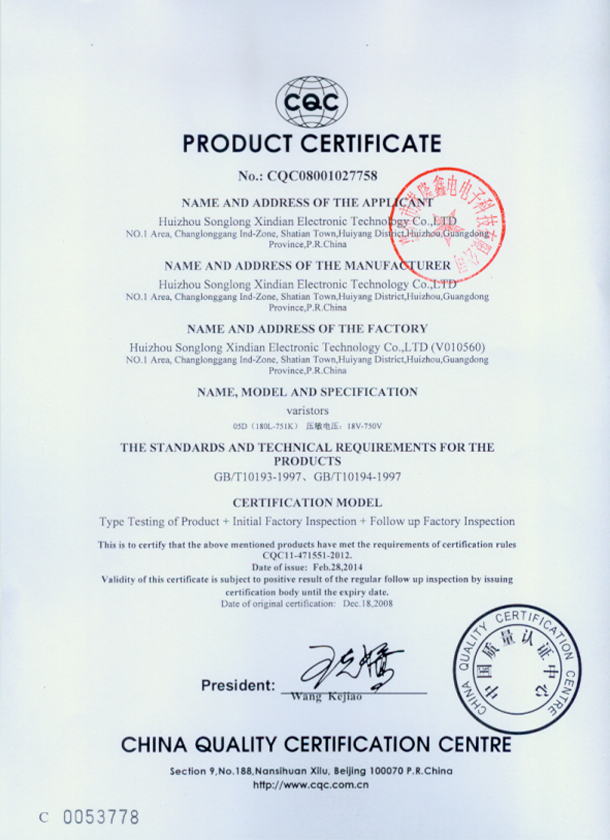 CQC
PRODUCT CERTIFICATE
No.: CQC08001027758
NAME AND ADDRESS OF THE APPLICANT
Huizhou Songlong Xindian Electronic Technology Co.,LTD
NO.1 Area, Changlonggang Ind-Zone, Shatian Town,Huiyang District,Huizhou,Guangdong
Province,P.R.China
NAME AND ADDRESS OF THE MANUFACTURER
Huizhou Songlong Xindian Electronic Technology Co.,LTD
NO.1 Area, Changlonggang Ind-Zone, Shatian Town,Huiyang District,Huizhou,Guangdong
Province,P.R.China
NAME AND ADDRESS OF THE FACTORY
Huizhou Songlong Xindian Electronic Technology Co.,LTD (V010560)
NO.1 Area, Changlonggang Ind-Zone, Shatian Town,Huiyang District,Huizhou,Guangdong
Province,P.R.China
NAME, MODEL AND SPECIFICATION
varistors
05D（180L-751K） 压敏电压：18V-750V
THE STANDARDS AND TECHNICAL REQUIREMENTS FOR THE
PRODUCTS
GB/T10193-1997、GB/T10194-1997
CERTIFICATION MODEL
Type Testing of Product + Initial Factory Inspection + Follow up Factory Inspection
This is to certify that the above mentioned products have met the requirements of certification rules
CQC11-471551-2012.
Date of issue: Feb.28,2014
Validity of this certificate is subject to positive result of the regular follow up inspection by issuing
certification body until the expiry date.
Date of original certification: Dec.18,2008
CHINA QUALITY CERTIFICATION CENTRE
中国质量认证中心
President:
Wang Kejiao
CHINA QUALITY CERTIFICATION CENTRE
Section 9,No.188,Nansihuan Xilu, Beijing 100070 P.R.China
http://www.cqc.com.cn
C 0053778